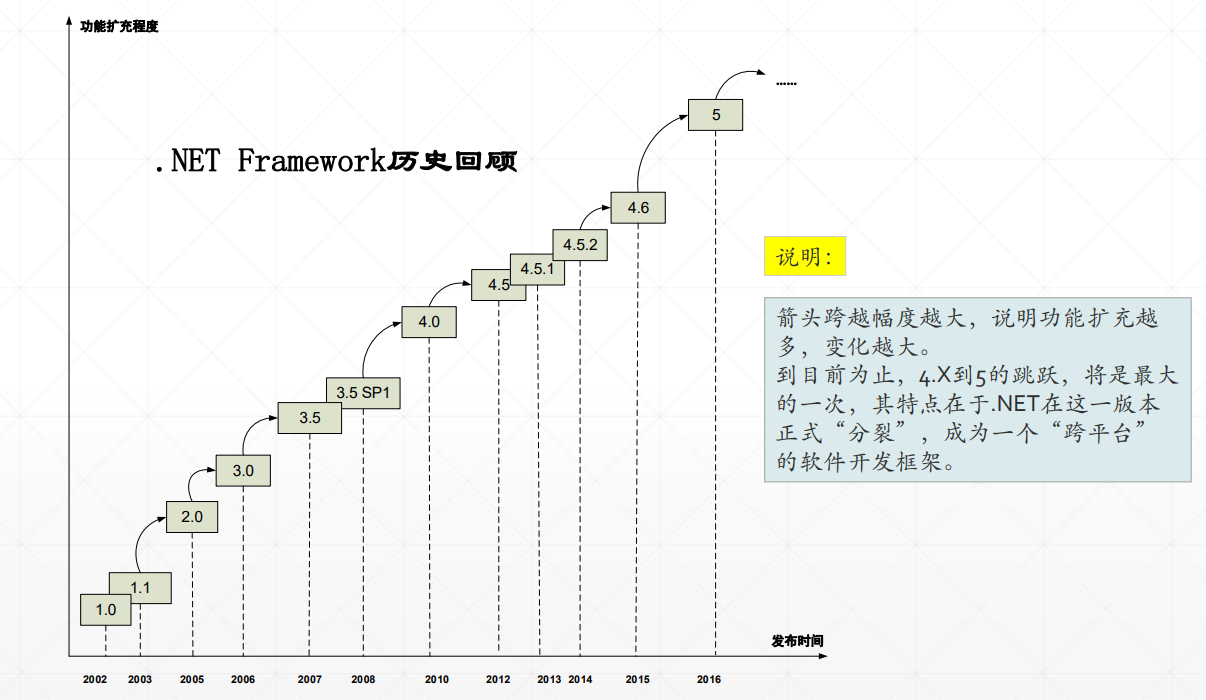 功能扩充程度
......
5
.NET Framework历史回顾
4.6
4.5.2
说明：
4.5.1
4.5
箭头跨越幅度越大，说明功能扩充越
多，变化越大。
到目前为止，4.X到5的跳跃，将是最大
的一次，其特点在于.NET在这一版本
正式“分裂”，成为一个“跨平台”
的软件开发框架。
4.0
3.5 SP1
3.5
3.0
2.0
1.1
1.0
发布时间
2002 2003 2005 2006 2007 2008 2010 2012 2013 2014 2015 2016